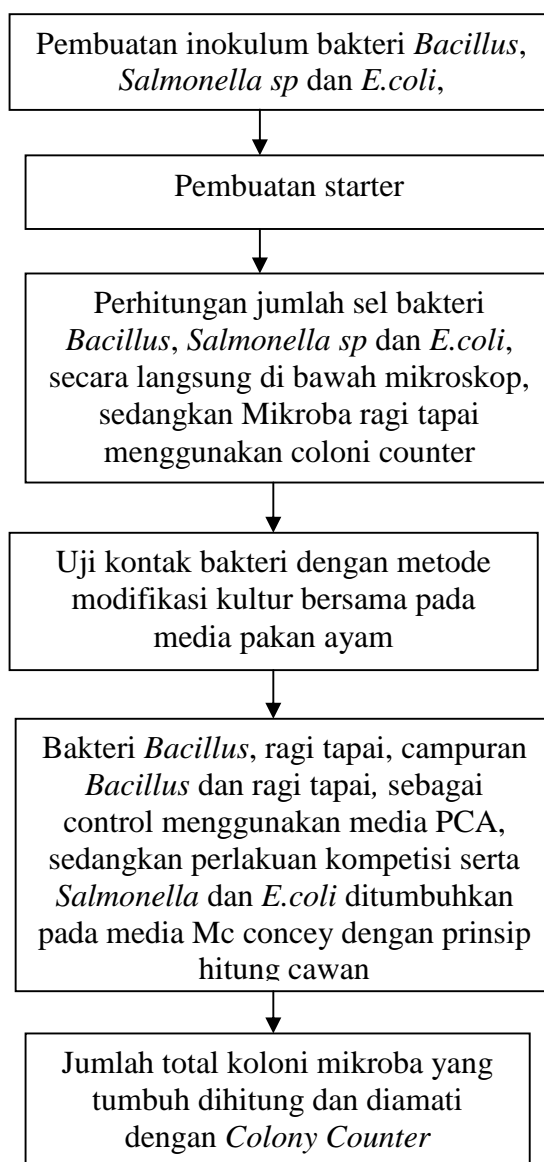 Pembuatan inokulum bakteri Bacillus,
Salmonella sp dan E.coli,
Pembuatan starter
Perhitungan jumlah sel bakteri
Bacillus, Salmonella sp dan E.coli,
secara langsung di bawah mikroskop,
sedangkan Mikroba ragi tapai
menggunakan coloni counter
Uji kontak bakteri dengan metode
modifikasi kultur bersama pada
media pakan ayam
Bakteri Bacillus, ragi tapai, campuran
Bacillus dan ragi tapai, sebagai
control menggunakan media PCA,
sedangkan perlakuan kompetisi serta
Salmonella dan E.coli ditumbuhkan
pada media Mc concey dengan prinsip
hitung cawan
Jumlah total koloni mikroba yang
tumbuh dihitung dan diamati
dengan Colony Counter